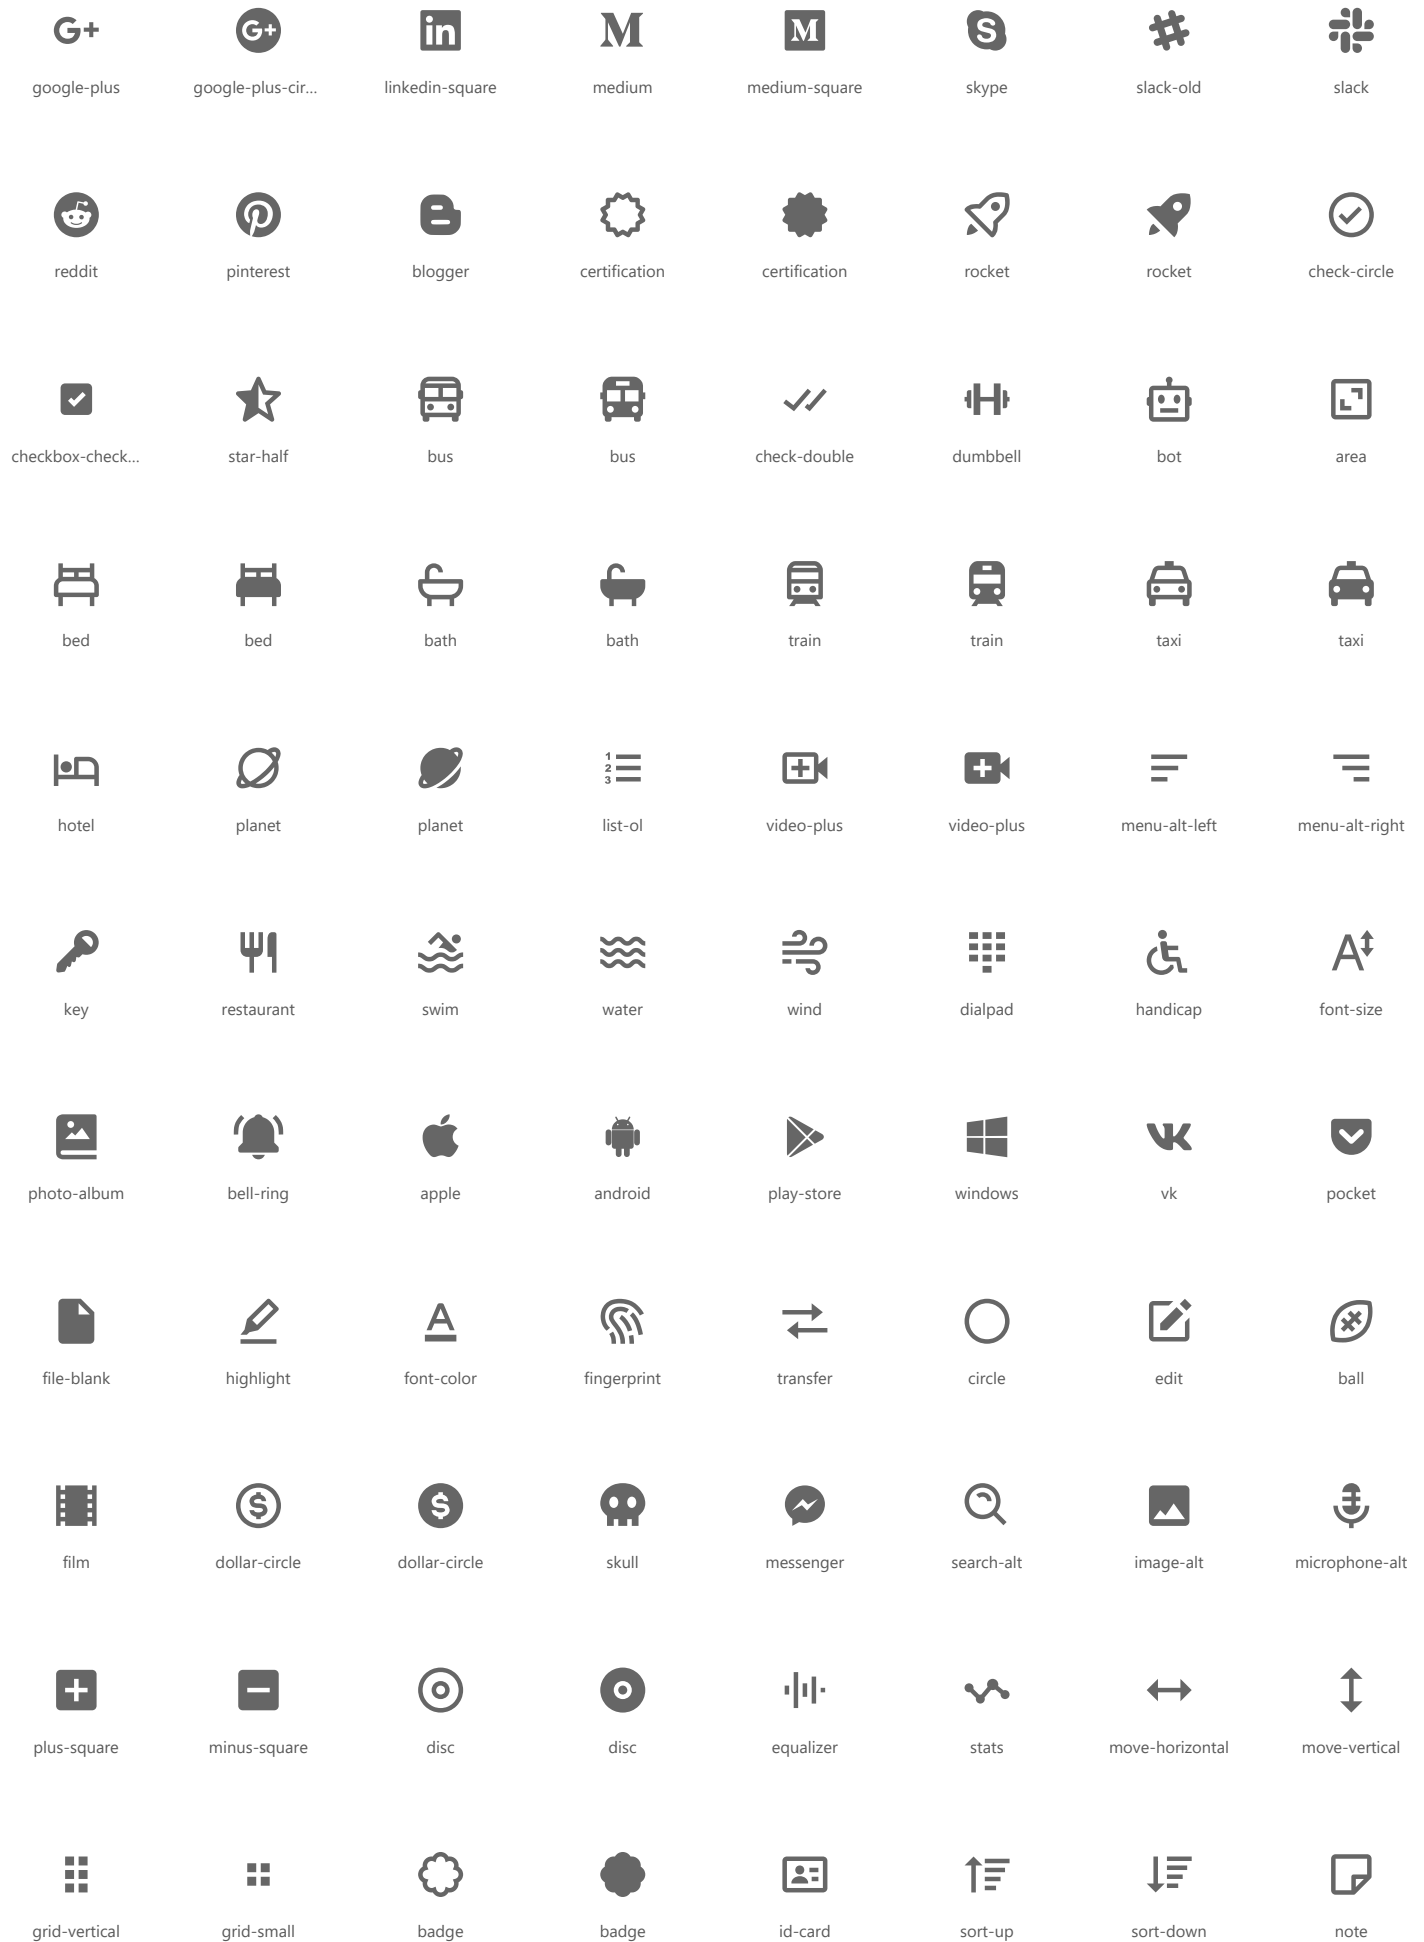 google-plus google-plus-cir... linkedin-square medium medium-square skype slack-old slack
reddit pinterest blogger certification certification rocket rocket check-circle
checkbox-check... star-half bus bus check-double dumbbell bot area
bed bed bath bath train train taxi taxi
hotel planet planet list-ol video-plus video-plus menu-alt-left menu-alt-right
key restaurant swim water wind dialpad handicap font-size
photo-album bell-ring apple android play-store windows vk pocket
file-blank highlight font-color fingerprint transfer circle edit ball
film dollar-circle dollar-circle skull messenger search-alt image-alt microphone-alt
plus-square minus-square disc disc equalizer stats move-horizontal move-vertical
grid-vertical grid-small badge badge id-card sort-up sort-down note